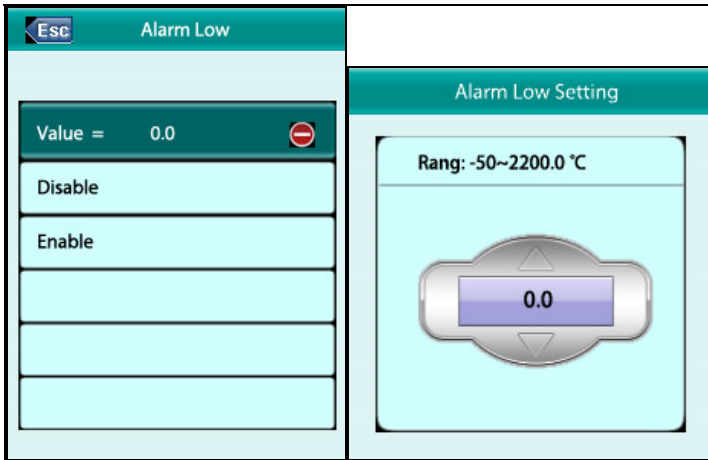 Esc Alarm Low
Value = 0.0
Disable
Enable
Alarm Low Setting
Rang: -50~2200.0 ℃
0.0